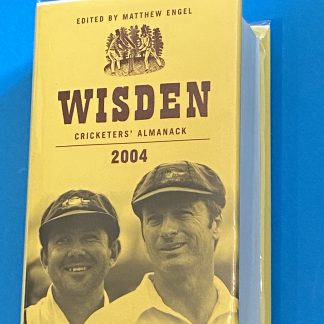 EDITED BY MATTHEW ENGEL
WISDEN
CRICKETERS' ALMANACK
2004